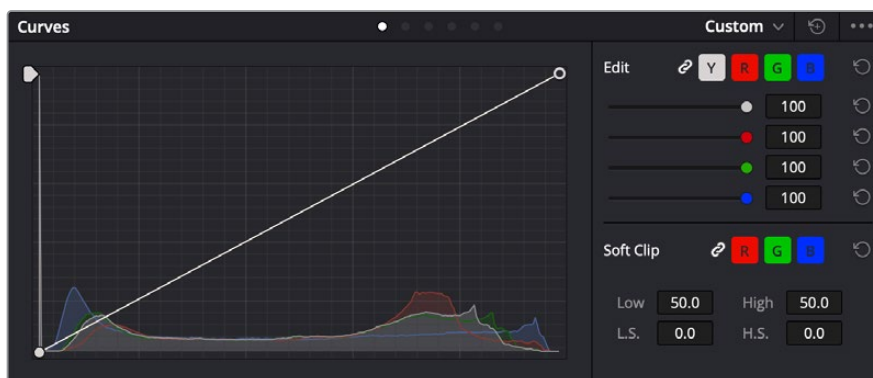 Curves
Custom
Edit Y R G B
100
100
100
100
Soft Clip R G B
Low 50.0 High 50.0
L.S. 0.0 H.S. 0.0